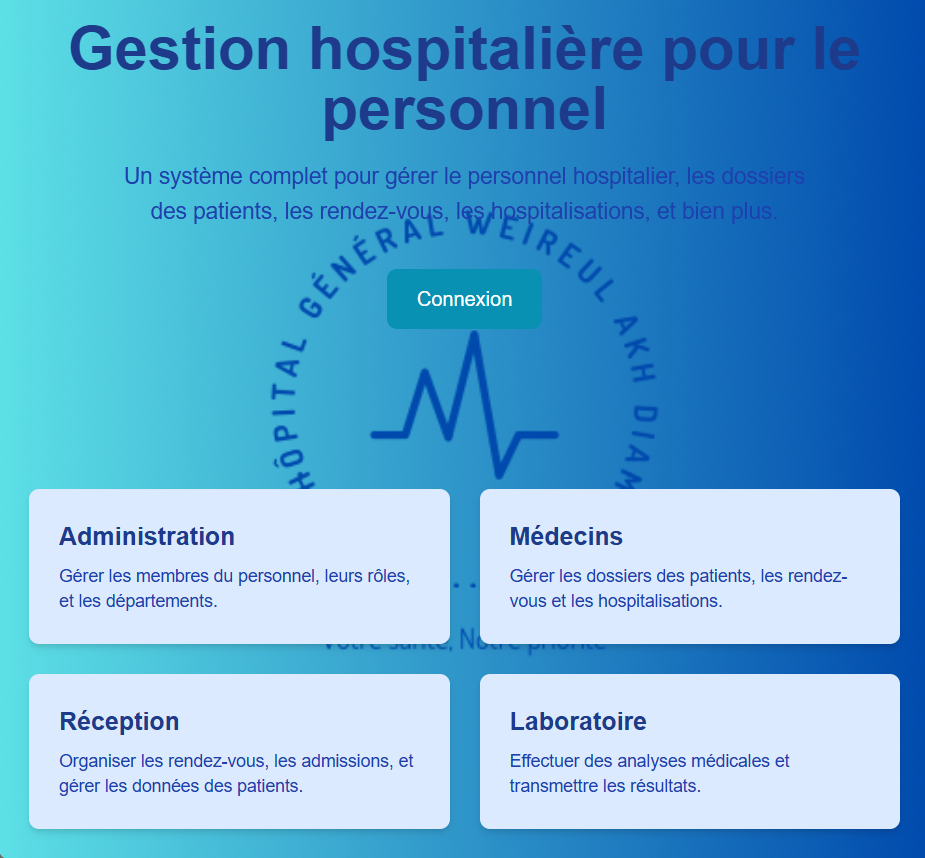 Gestion hospitalière pour le
personnel
Un système complet pour gérer le personnel hospitalier, les dossiers
des patients, les rendez-vous, les hospitalisations, et bien plus.
HÔPITAL GÉNÉRAL WEIREUL AKH DIAM
Connexion
Administration
Gérer les membres du personnel, leurs rôles,
et les départements.
Médecins
Gérer les dossiers des patients, les rendez-
vous et les hospitalisations.
Votre santé, Notre priorité
Réception
Organiser les rendez-vous, les admissions, et
gérer les données des patients.
Laboratoire
Effectuer des analyses médicales et
transmettre les résultats.